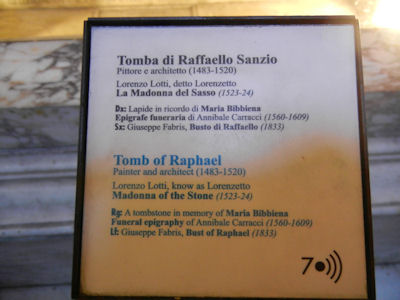 Tomba di Raffaello Sanzio
Pittore e architetto (1483-1520)
Lorenzo Lotti, detto Lorenzetto
La Madonna del Sasso (1523-24)
Dx: Lapide in ricordo di Maria Bibbiena
Epigrafe funeraria di Annibale Carracci (1560-1609)
Sx: Giuseppe Fabris, Busto di Raffaello (1833)
Tomb of Raphael
Painter and architect (1483-1520)
Lorenzo Lotti, know as Lorenzetto
Madonna of the Stone (1523-24)
Rg: A tombstone in memory of Maria Bibbiena
Funeral epigraphy of Annibale Carracci (1560-1609)
Lf: Giuseppe Fabris, Bust of Raphael (1833)
7